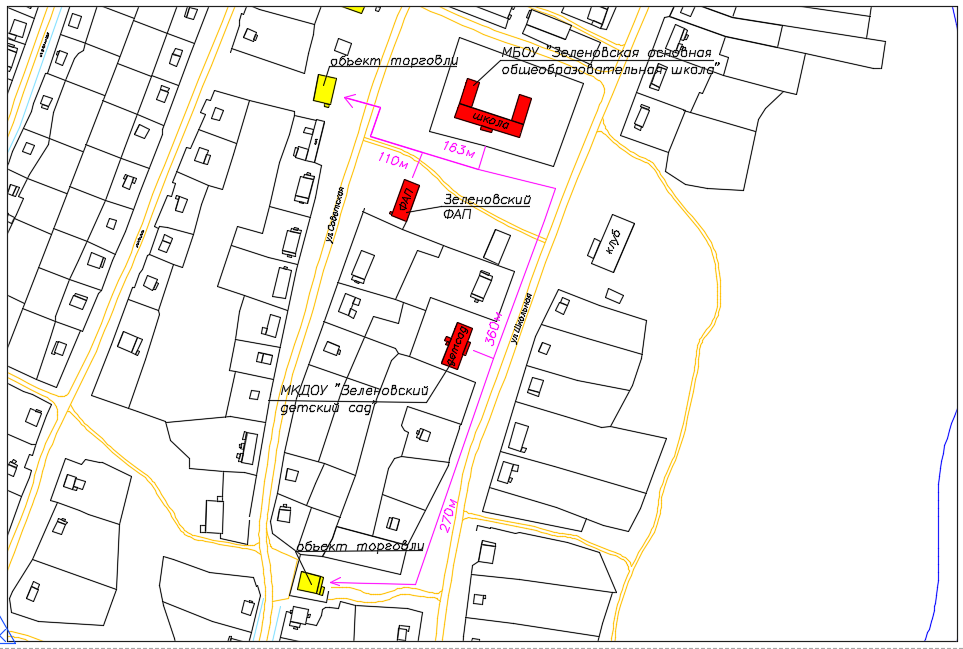 МБОУ "Зеленовская основная
общеобразовательная школа"
объект торговли
школа
163м
110м
ФАП
Зеленовский
ФАП
ул Советская
клуб
ул Школьная
360м
детсад
МКДОУ "Зеленовский
детский сад"
270м
объект торговли